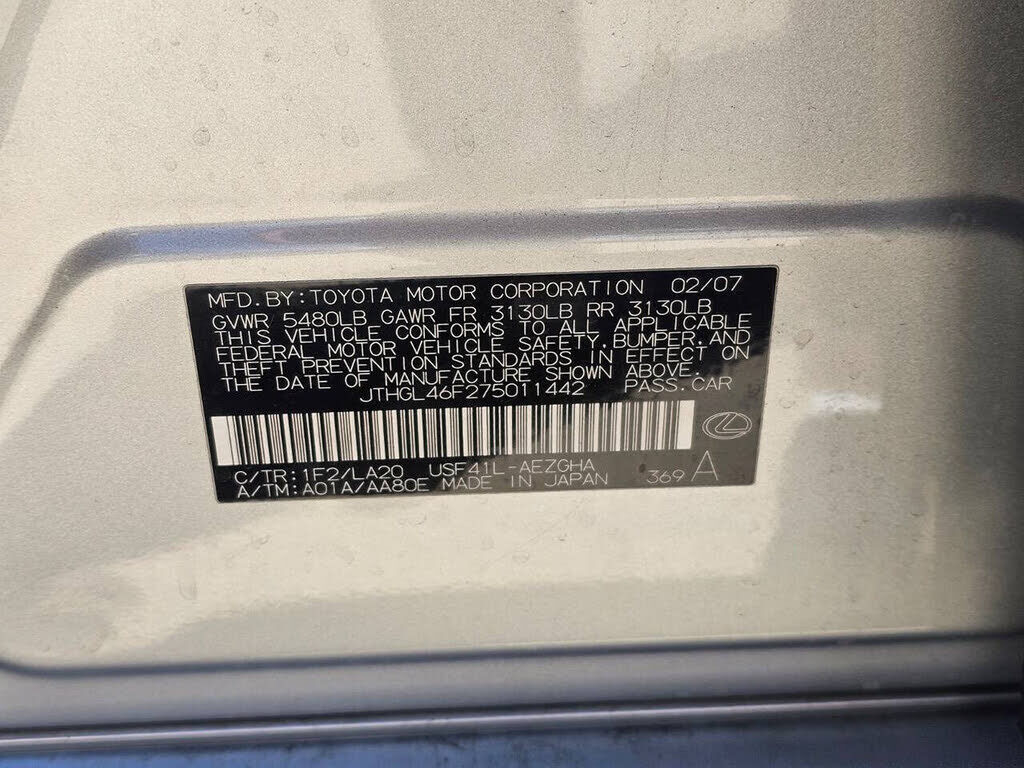 MFD.BY:TOYOTA MOTOR CORPORATION 02/07
GVWR 5480LB GAWR FR 3130LB RR 3130LB
THIS VEHICLE CONFORMS TO ALL APPLICABLE
FEDERAL MOTOR VEHICLE SAFETY,BUMPER,AND
THEFT PREVENTION STANDARDS IN EFFECT ON
THE DATE OF MANUFACTURE SHOWN ABOVE.
JTHGL46F275011442 PASS.CAR
C/TR:1F2/LA20 USF41L-AEZGHA
A/TM:A01A/AA80E MADE IN JAPAN 369 A